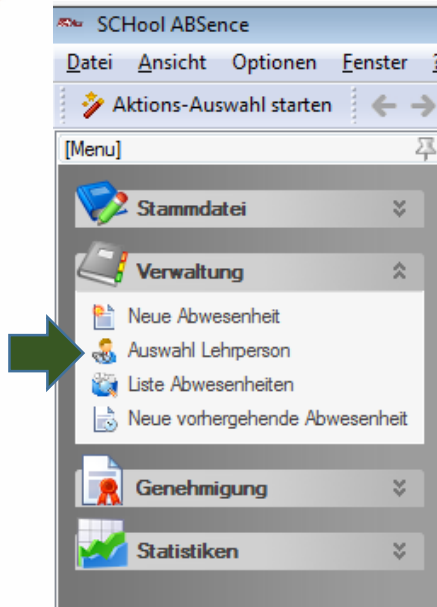 SCHool ABSence
Datei Ansicht Optionen Fenster ?
Aktions-Auswahl starten
[Menu]
Stammdatei
Verwaltung
Neue Abwesenheit
Auswahl Lehrperson
Liste Abwesenheiten
Neue vorhergehende Abwesenheit
Genehmigung
Statistiken